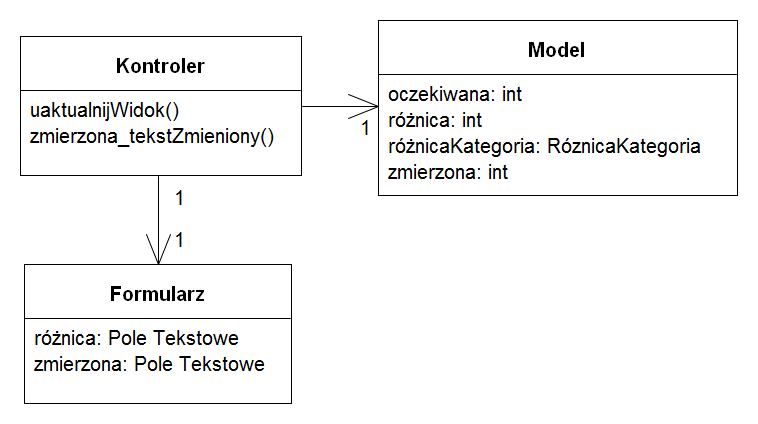 Kontroler
uaktualnijWidok()
zmierzona_tekstZmieniony()
Model
oczekiwana: int
różnica: int
różnicaKategoria: RóznicaKategoria
zmierzona: int
1
1
1
Formularz
różnica: Pole Tekstowe
zmierzona: Pole Tekstowe